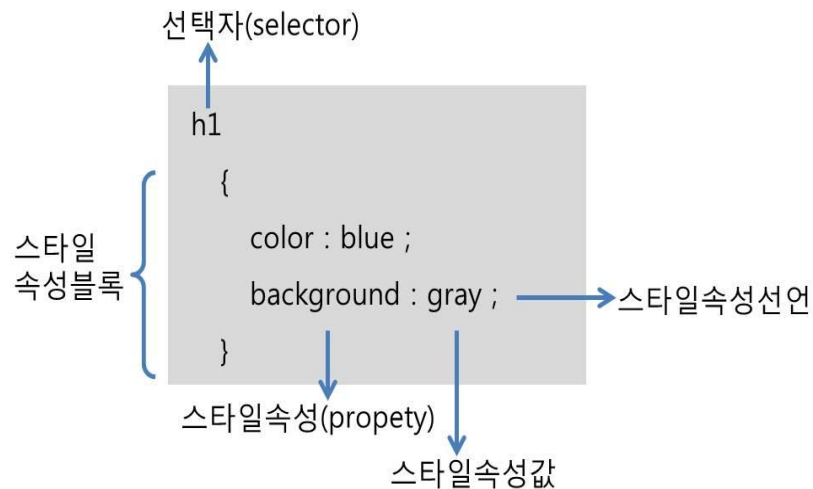 선택자(selector)
h1
{
color : blue ;
스타일
속성블록
background : gray ;
스타일속성선언
}
스타일속성(propety)
스타일속성값